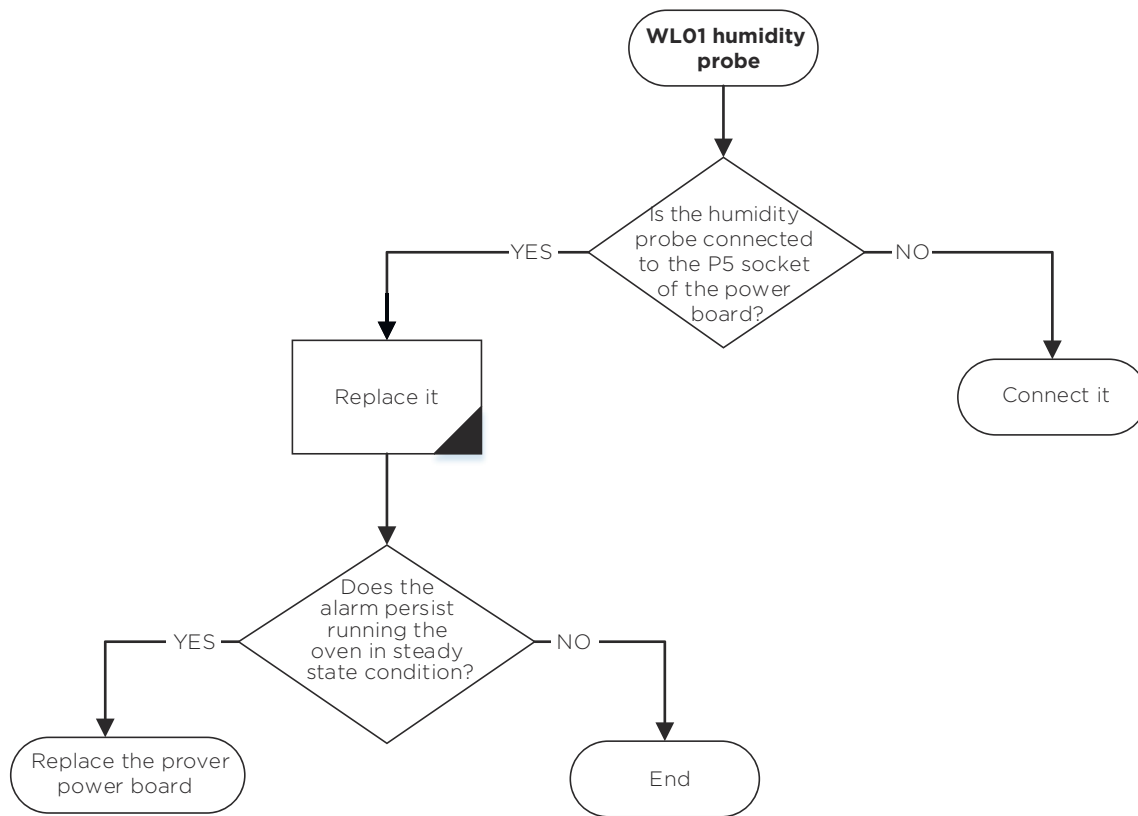 WL01 humidity
probe
Is the humidity
probe connected
to the P5 socket
of the power
board?
YES
NO
Replace it
Connect it
Does the
alarm persist
running the
oven in steady
state condition?
YES
NO
Replace the prover
power board
End